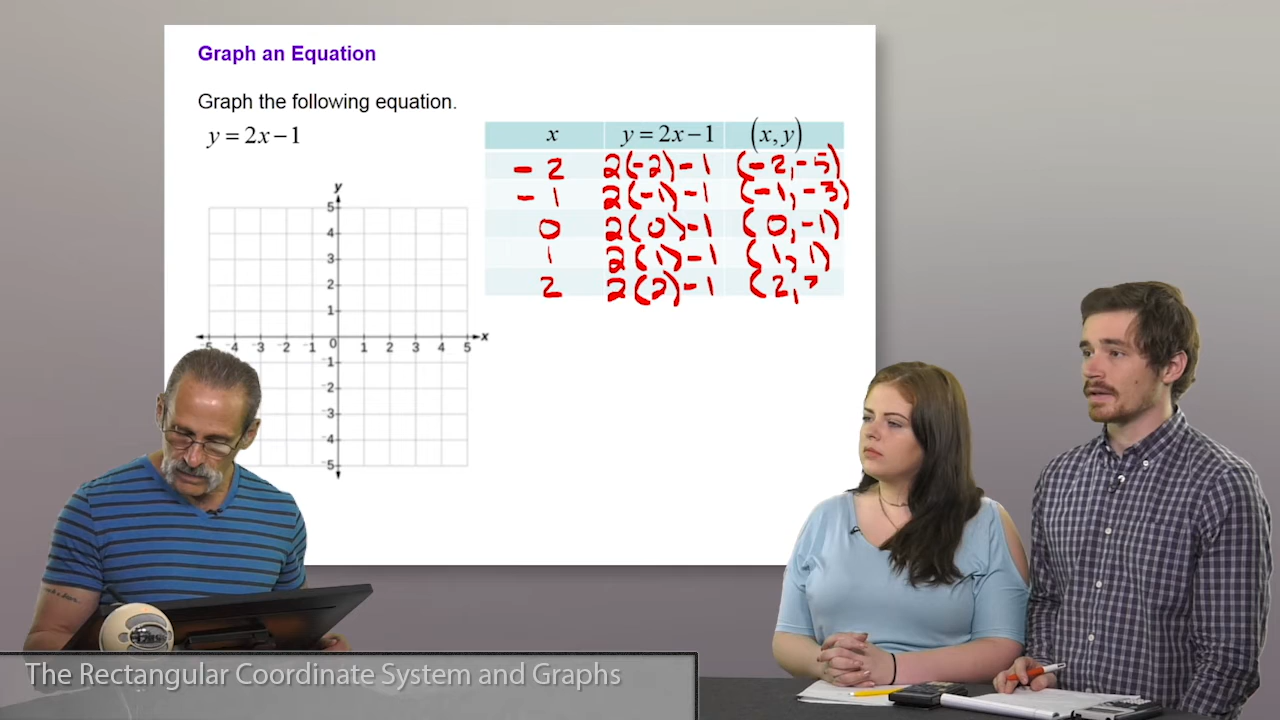 Graph an Equation
Graph the following equation.
y = 2x − 1
x y = 2x − 1 (x, y)
-2 2(-2)-1 (-2,-5)
-1 2(-1)-1 (-1,-3)
0 2(0)-1 (0,-1)
1 2(1)-1 (1,1)
2 2(2)-1 (2,
y
5
4
3
2
1
-5 -4 -3 -2 -1 0 1 2 3 4 5 x
-1
-2
-3
-4
-5
The Rectangular Coordinate System and Graphs